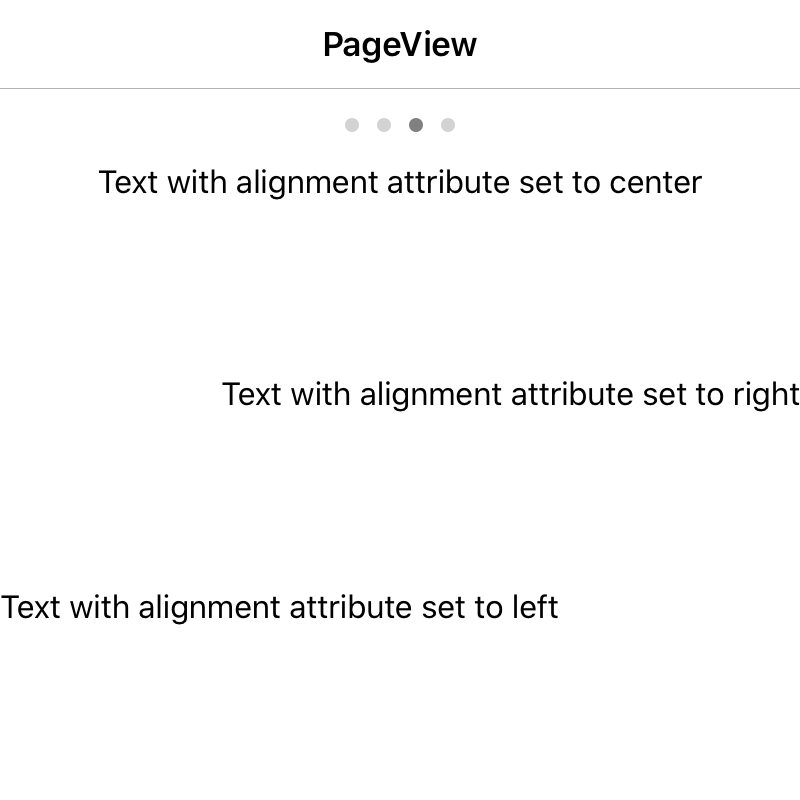 PageView
Text with alignment attribute set to center
Text with alignment attribute set to right
Text with alignment attribute set to left